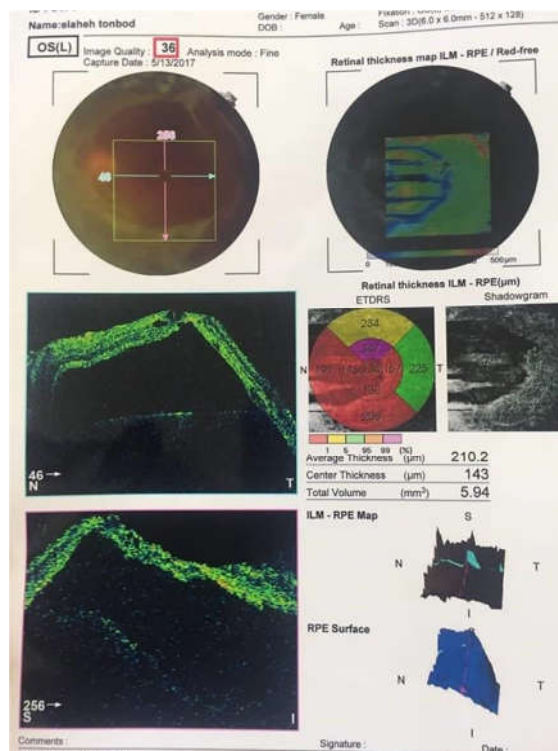 Name:elaheh tonbod
Gender : Female
DOB :
Age :
Scan : 3D(6.0 x 6.0mm - 512 x 128)
OS(L)
Image Quality : 36
Analysis mode : Fine
Capture Date : 5/13/2017
Retinal thickness map ILM - RPE / Red-free
256
46
0
500µm
Retinal thickness ILM - RPE(µm)
ETDRS
Shadowgram
N
T
225
1 5 95 99 (%)
Average Thickness (µm) 210.2
Center Thickness (µm) 143
Total Volume (mm³) 5.94
46
N
T
ILM - RPE Map
S
N
T
I
RPE Surface
S
N
T
I
256
S
I
Comments :
Signature :
Date :